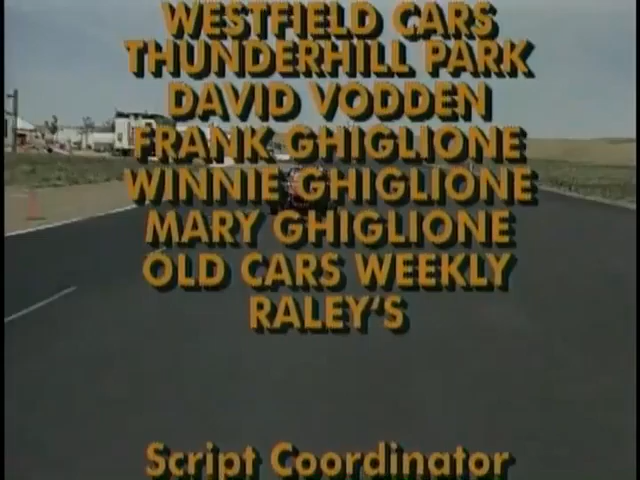 WESTFIELD CARS
THUNDERHILL PARK
DAVID VODDEN
FRANK GHIGLIONE
WINNIE GHIGLIONE
MARY GHIGLIONE
OLD CARS WEEKLY
RALEY'S
Script Coordinator